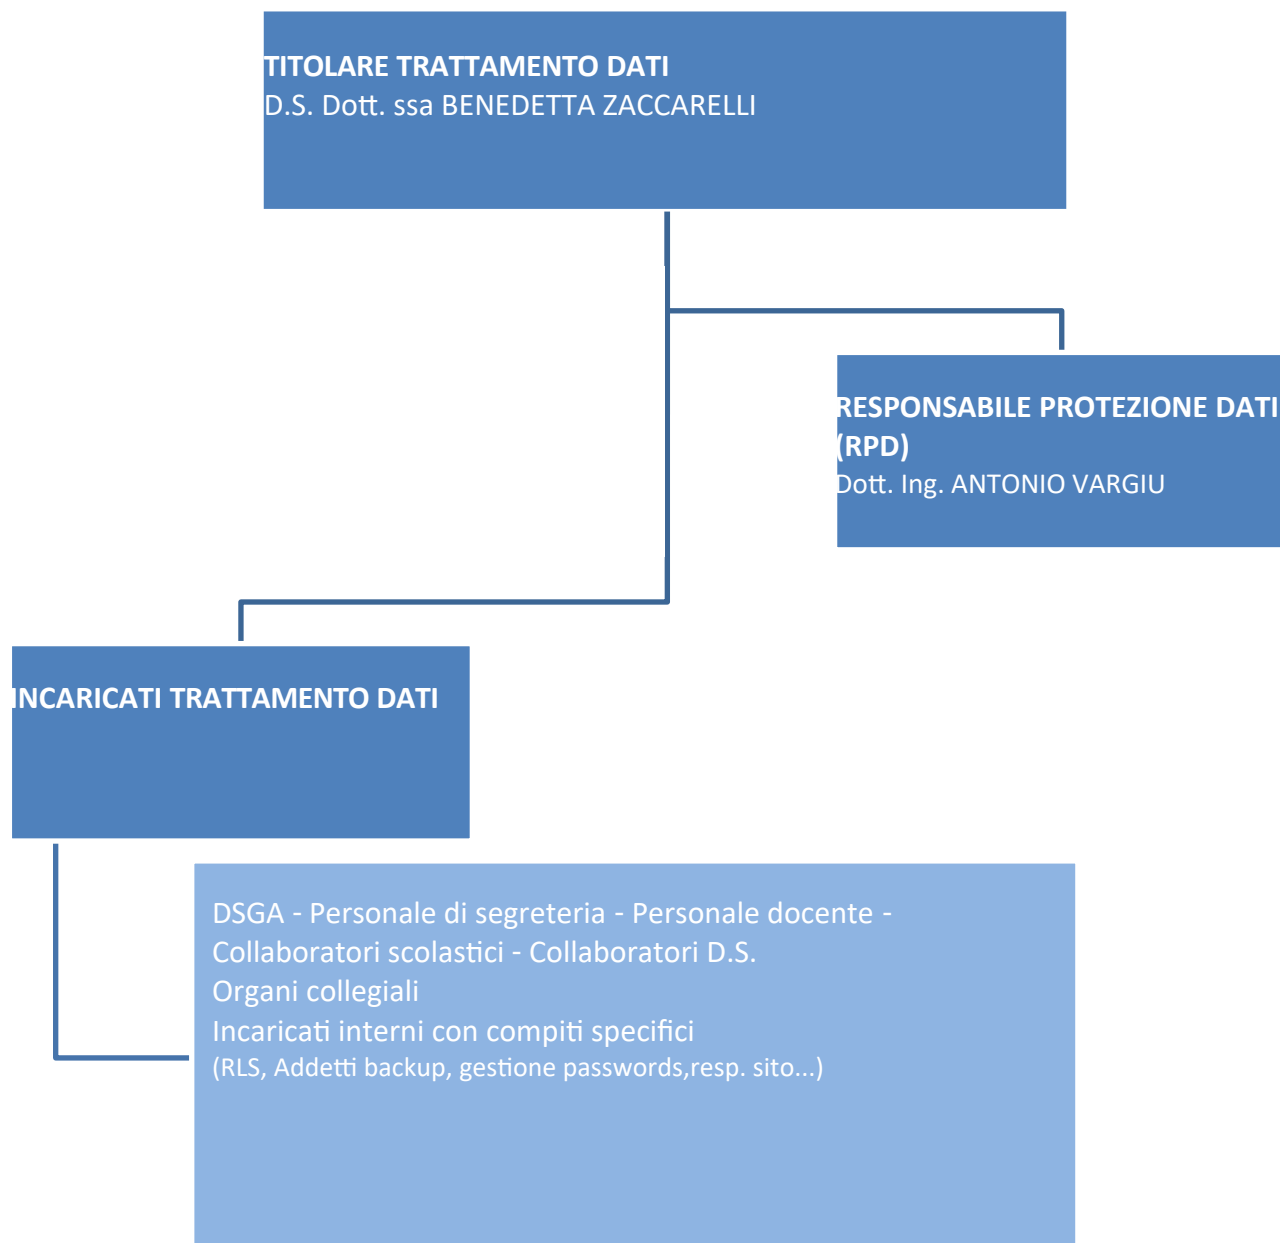 TITOLARE TRATTAMENTO DATI
D.S. Dott. ssa BENEDETTA ZACCARELLI
RESPONSABILE PROTEZIONE DATI
(RPD)
Dott. Ing. ANTONIO VARGIU
INCARICATI TRATTAMENTO DATI
DSGA - Personale di segreteria - Personale docente -
Collaboratori scolastici - Collaboratori D.S.
Organi collegiali
Incaricati interni con compiti specifici
(RLS, Addetti backup, gestione passwords,resp. sito...)